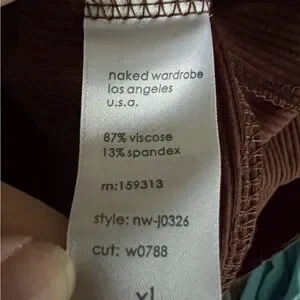 naked wardrobe
los angeles
u.s.a.
87% viscose
13% spandex
rn:159313
style: nw-j0326
cut: w0788
xl